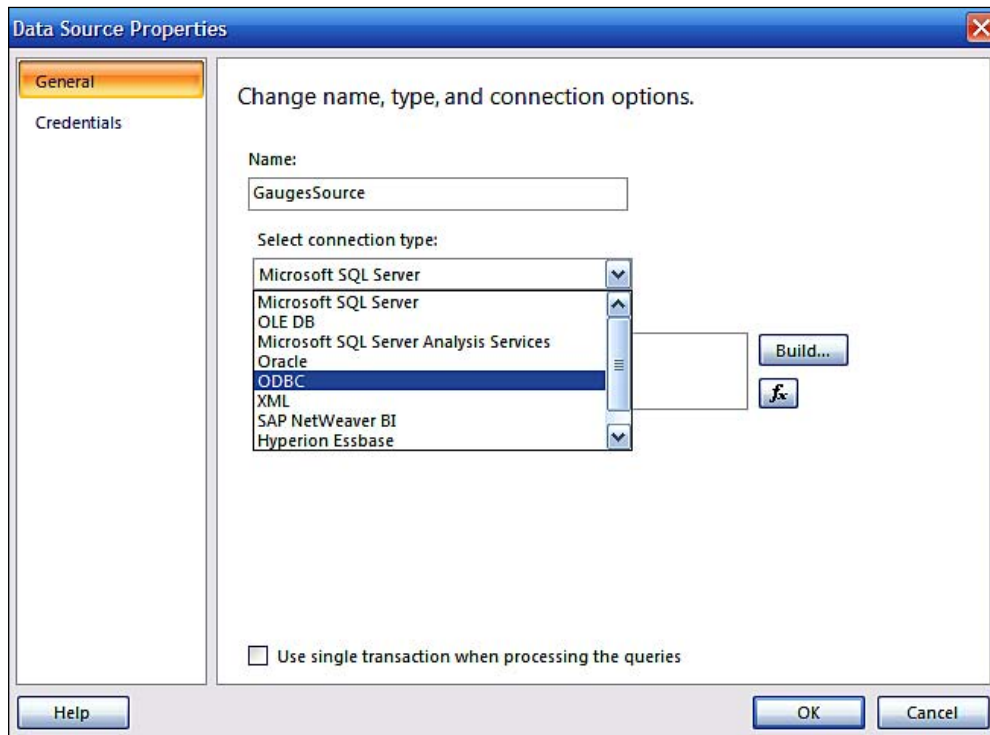 Data Source Properties
General
Credentials
Change name, type, and connection options.
Name:
GaugesSource
Select connection type:
Microsoft SQL Server
Microsoft SQL Server
OLE DB
Microsoft SQL Server Analysis Services
Oracle
ODBC
XML
SAP NetWeaver BI
Hyperion Essbase
Build...
fx
Use single transaction when processing the queries
Help
OK
Cancel